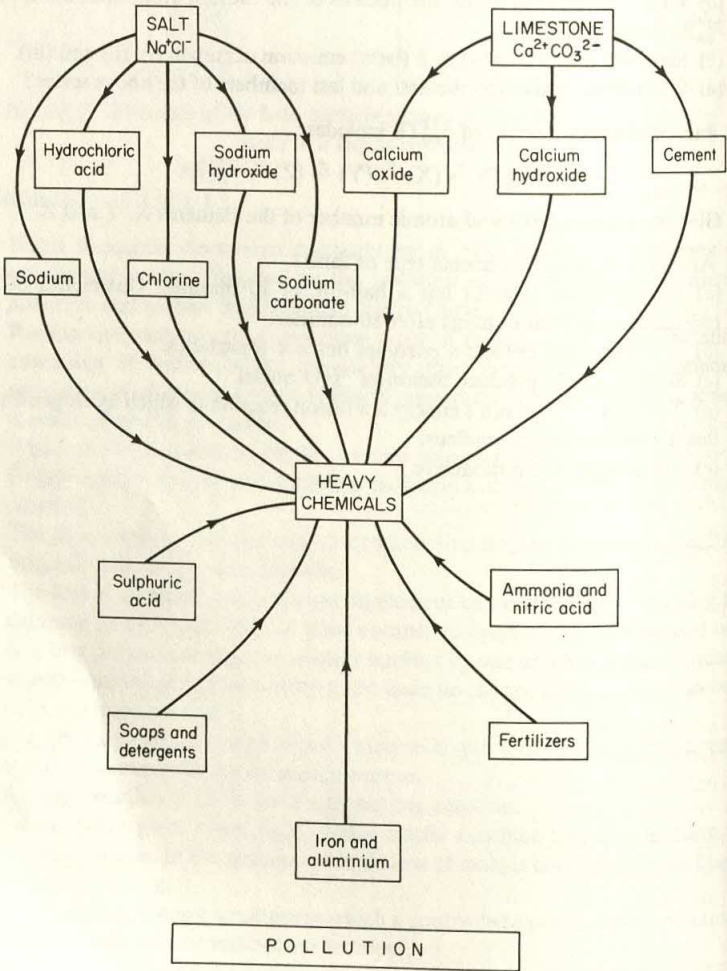 SALT
Na⁺Cl⁻
LIMESTONE
Ca²⁺CO₃²⁻
Hydrochloric
acid
Sodium
hydroxide
Calcium
oxide
Calcium
hydroxide
Cement
Sodium
Chlorine
Sodium
carbonate
HEAVY
CHEMICALS
Sulphuric
acid
Ammonia and
nitric acid
Soaps and
detergents
Fertilizers
Iron and
aluminium
POLLUTION